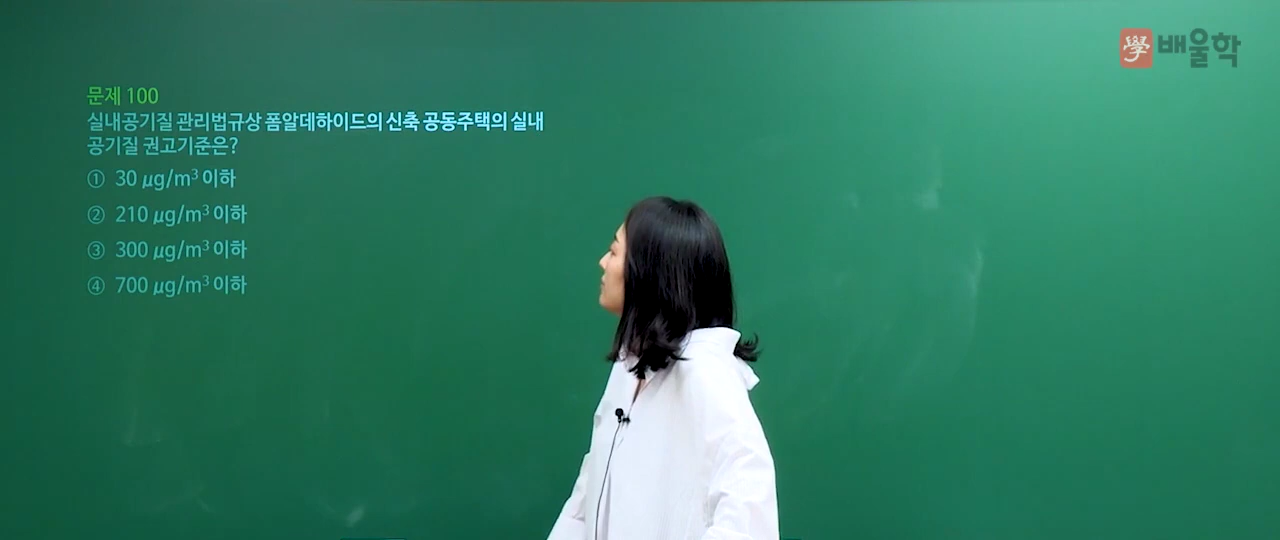 學 배울학
문제 100
실내공기질 관리법규상 폼알데하이드의 신축 공동주택의 실내
공기질 권고기준은?
① 30 μg/m³ 이하
② 210 μg/m³ 이하
③ 300 μg/m³ 이하
④ 700 μg/m³ 이하